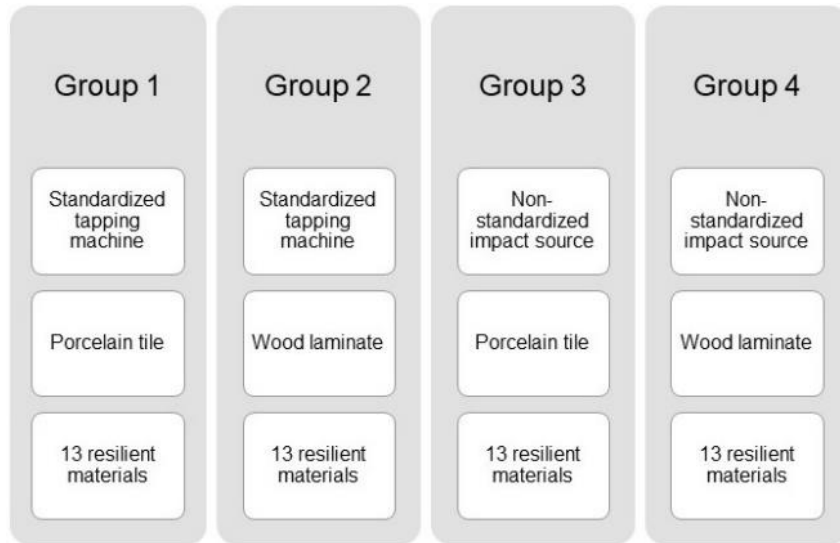 Group 1
Standardized
tapping
machine
Porcelain tile
13 resilient
materials
Group 2
Standardized
tapping
machine
Wood laminate
13 resilient
materials
Group 3
Non-
standardized
impact source
Porcelain tile
13 resilient
materials
Group 4
Non-
standardized
impact source
Wood laminate
13 resilient
materials